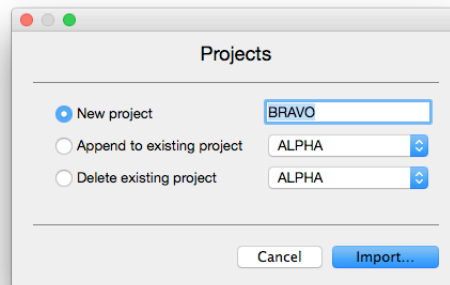 Projects
New project BRAVO
Append to existing project ALPHA
Delete existing project ALPHA
Cancel Import...